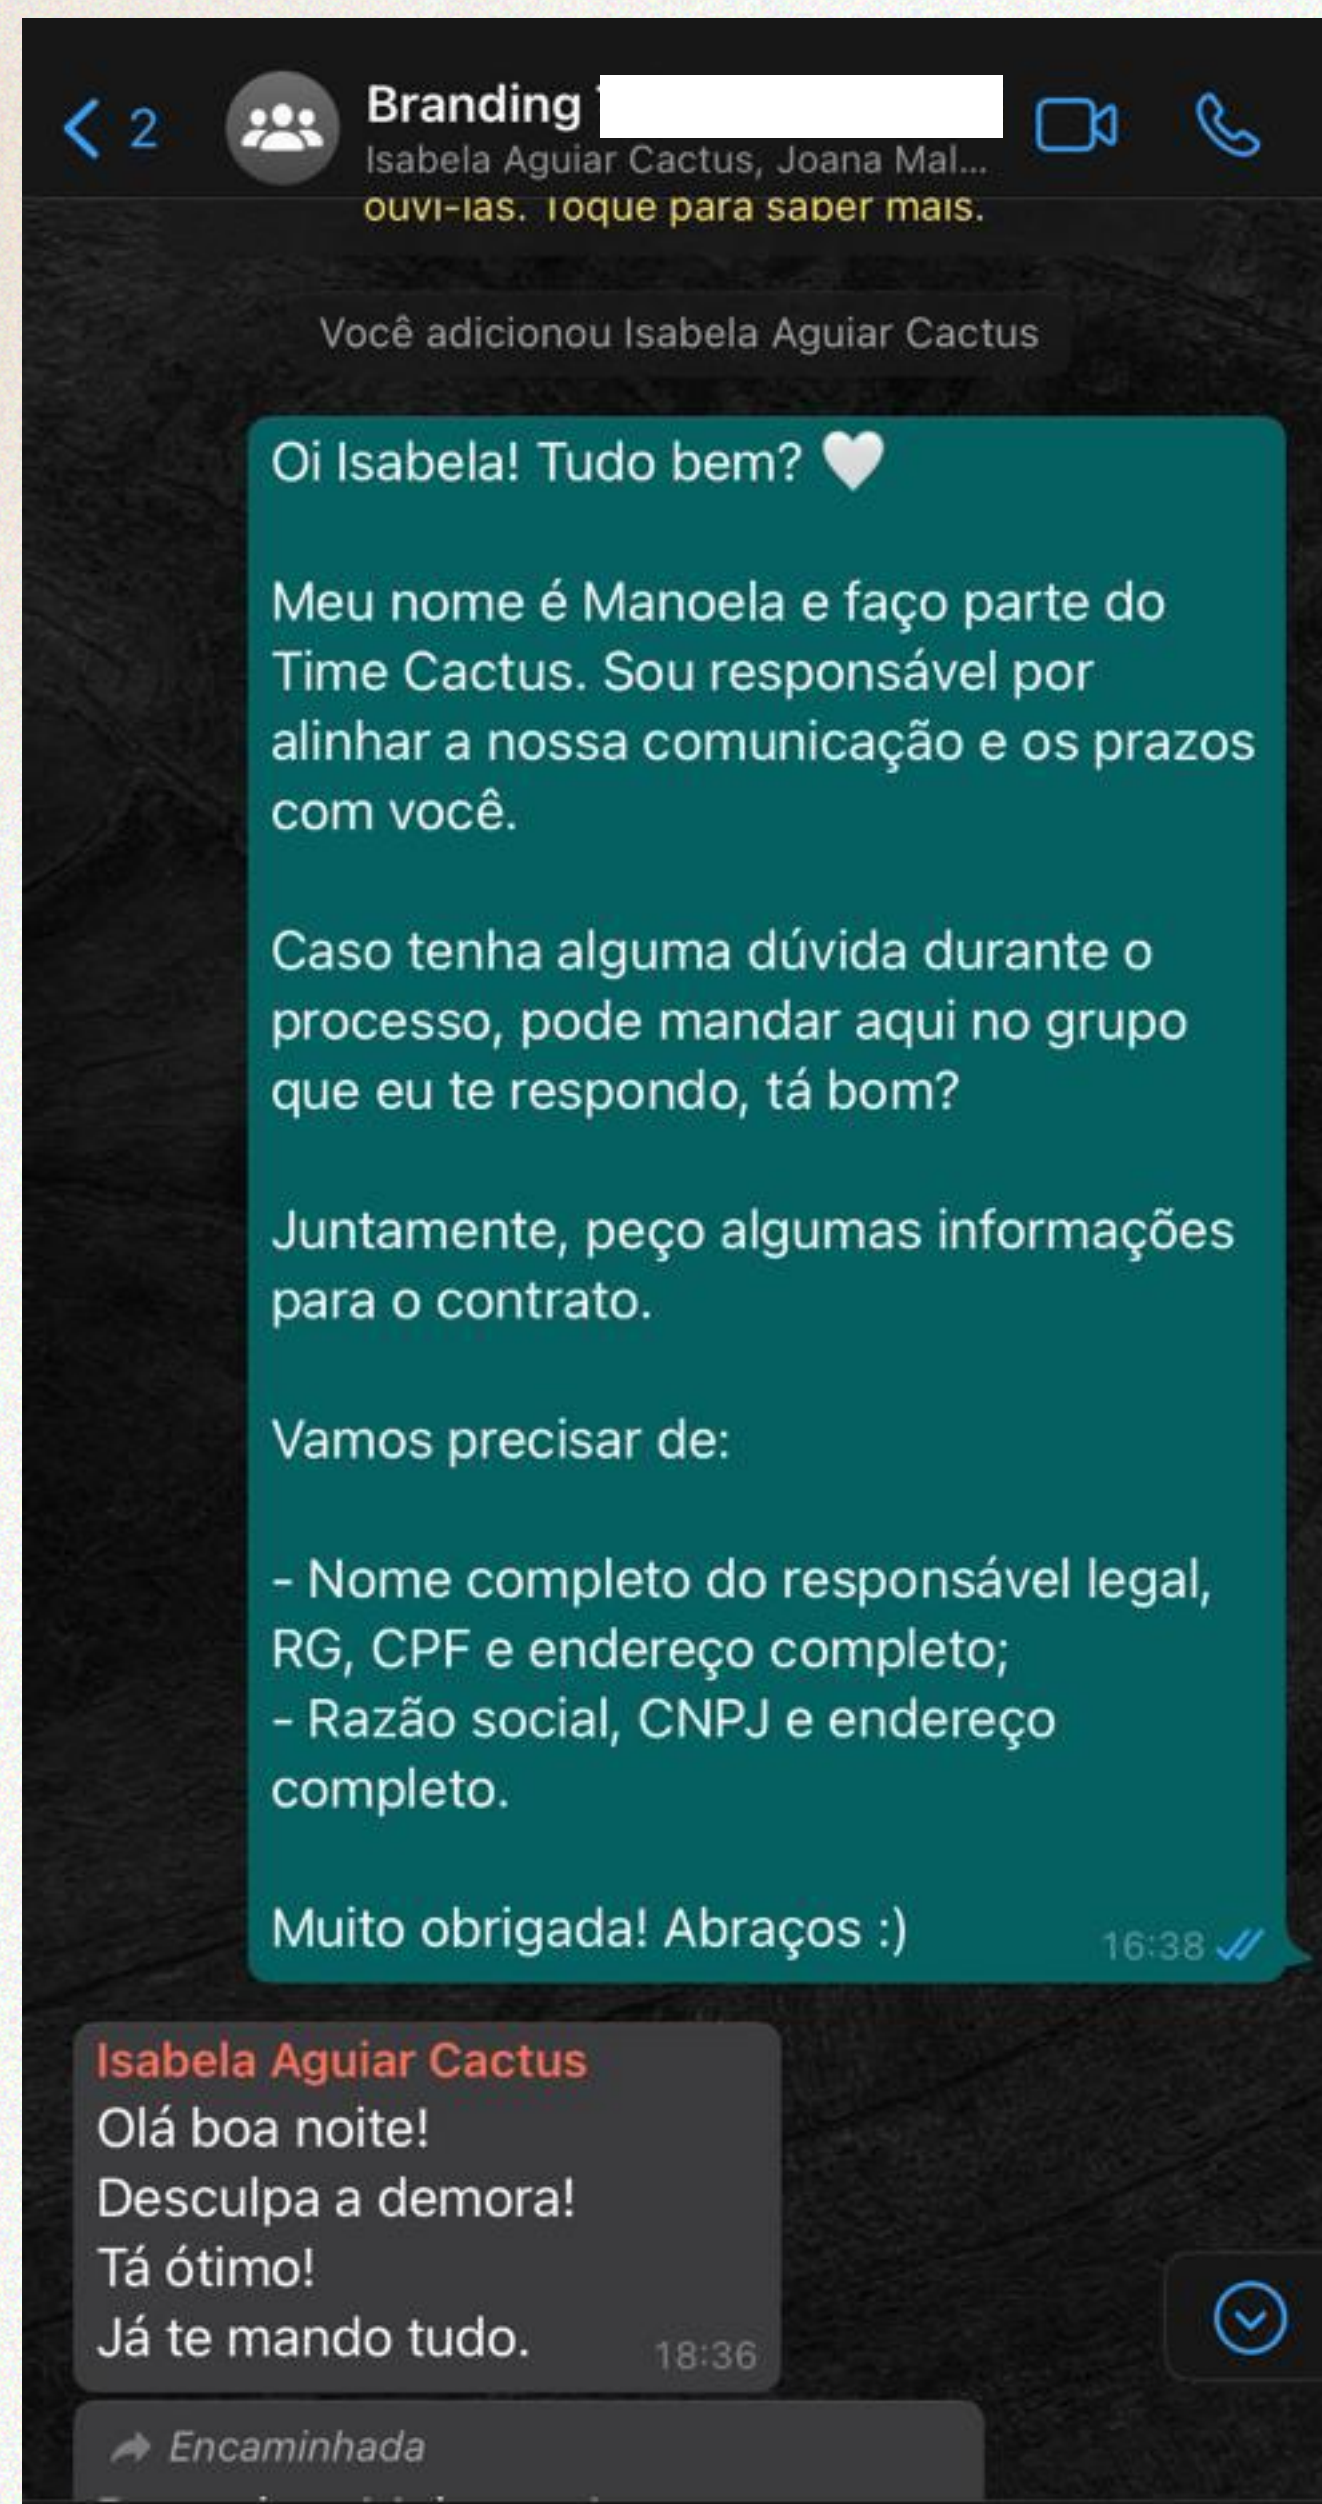 2
Branding
Isabela Aguiar Cactus, Joana Mal...
ouvi-las. Toque para saber mais.
Você adicionou Isabela Aguiar Cactus
Oi Isabela! Tudo bem? 🤍
Meu nome é Manoela e faço parte do
Time Cactus. Sou responsável por
alinhar a nossa comunicação e os prazos
com você.
Caso tenha alguma dúvida durante o
processo, pode mandar aqui no grupo
que eu te respondo, tá bom?
Juntamente, peço algumas informações
para o contrato.
Vamos precisar de:
- Nome completo do responsável legal,
RG, CPF e endereço completo;
- Razão social, CNPJ e endereço
completo.
Muito obrigada! Abraços :)
16:38
Isabela Aguiar Cactus
Olá boa noite!
Desculpa a demora!
Tá ótimo!
Já te mando tudo.
18:36
Encaminhada